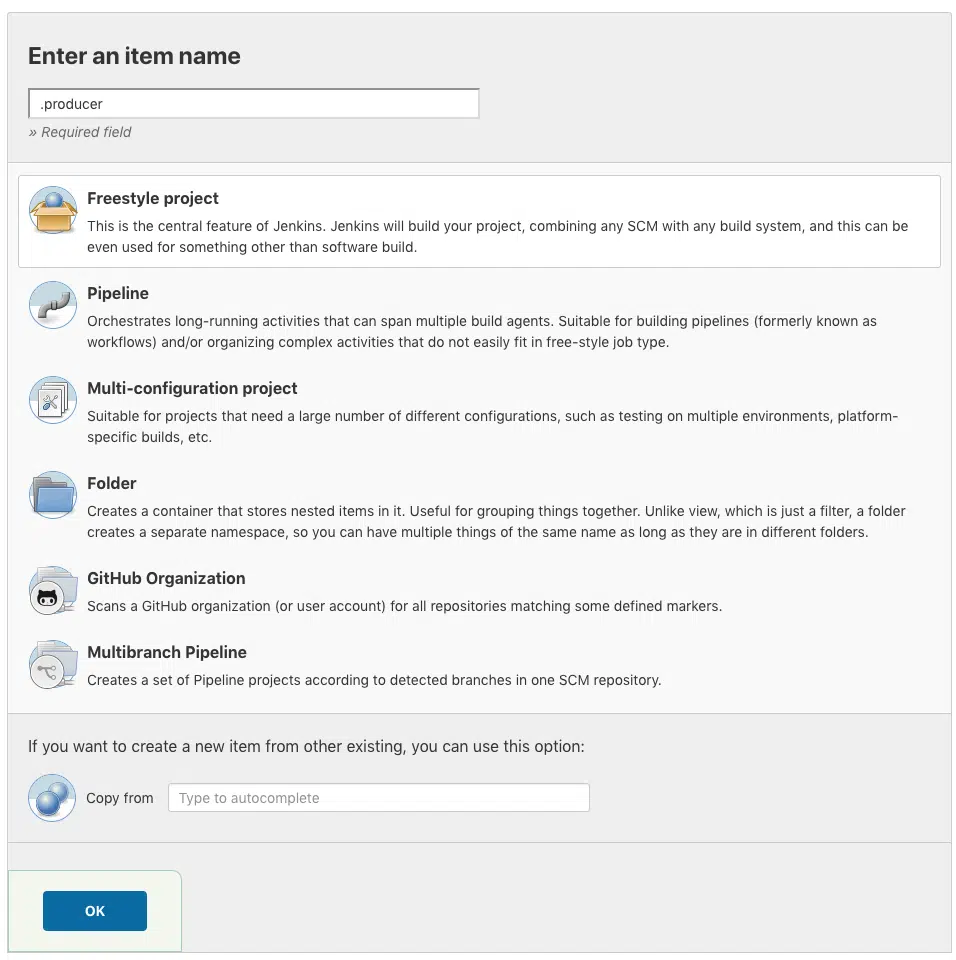 Enter an item name
.producer
» Required field
Freestyle project
This is the central feature of Jenkins. Jenkins will build your project, combining any SCM with any build system, and this can be
even used for something other than software build.
Pipeline
Orchestrates long-running activities that can span multiple build agents. Suitable for building pipelines (formerly known as
workflows) and/or organizing complex activities that do not easily fit in free-style job type.
Multi-configuration project
Suitable for projects that need a large number of different configurations, such as testing on multiple environments, platform-
specific builds, etc.
Folder
Creates a container that stores nested items in it. Useful for grouping things together. Unlike view, which is just a filter, a folder
creates a separate namespace, so you can have multiple things of the same name as long as they are in different folders.
GitHub Organization
Scans a GitHub organization (or user account) for all repositories matching some defined markers.
Multibranch Pipeline
Creates a set of Pipeline projects according to detected branches in one SCM repository.
If you want to create a new item from other existing, you can use this option:
Copy from
Type to autocomplete
OK